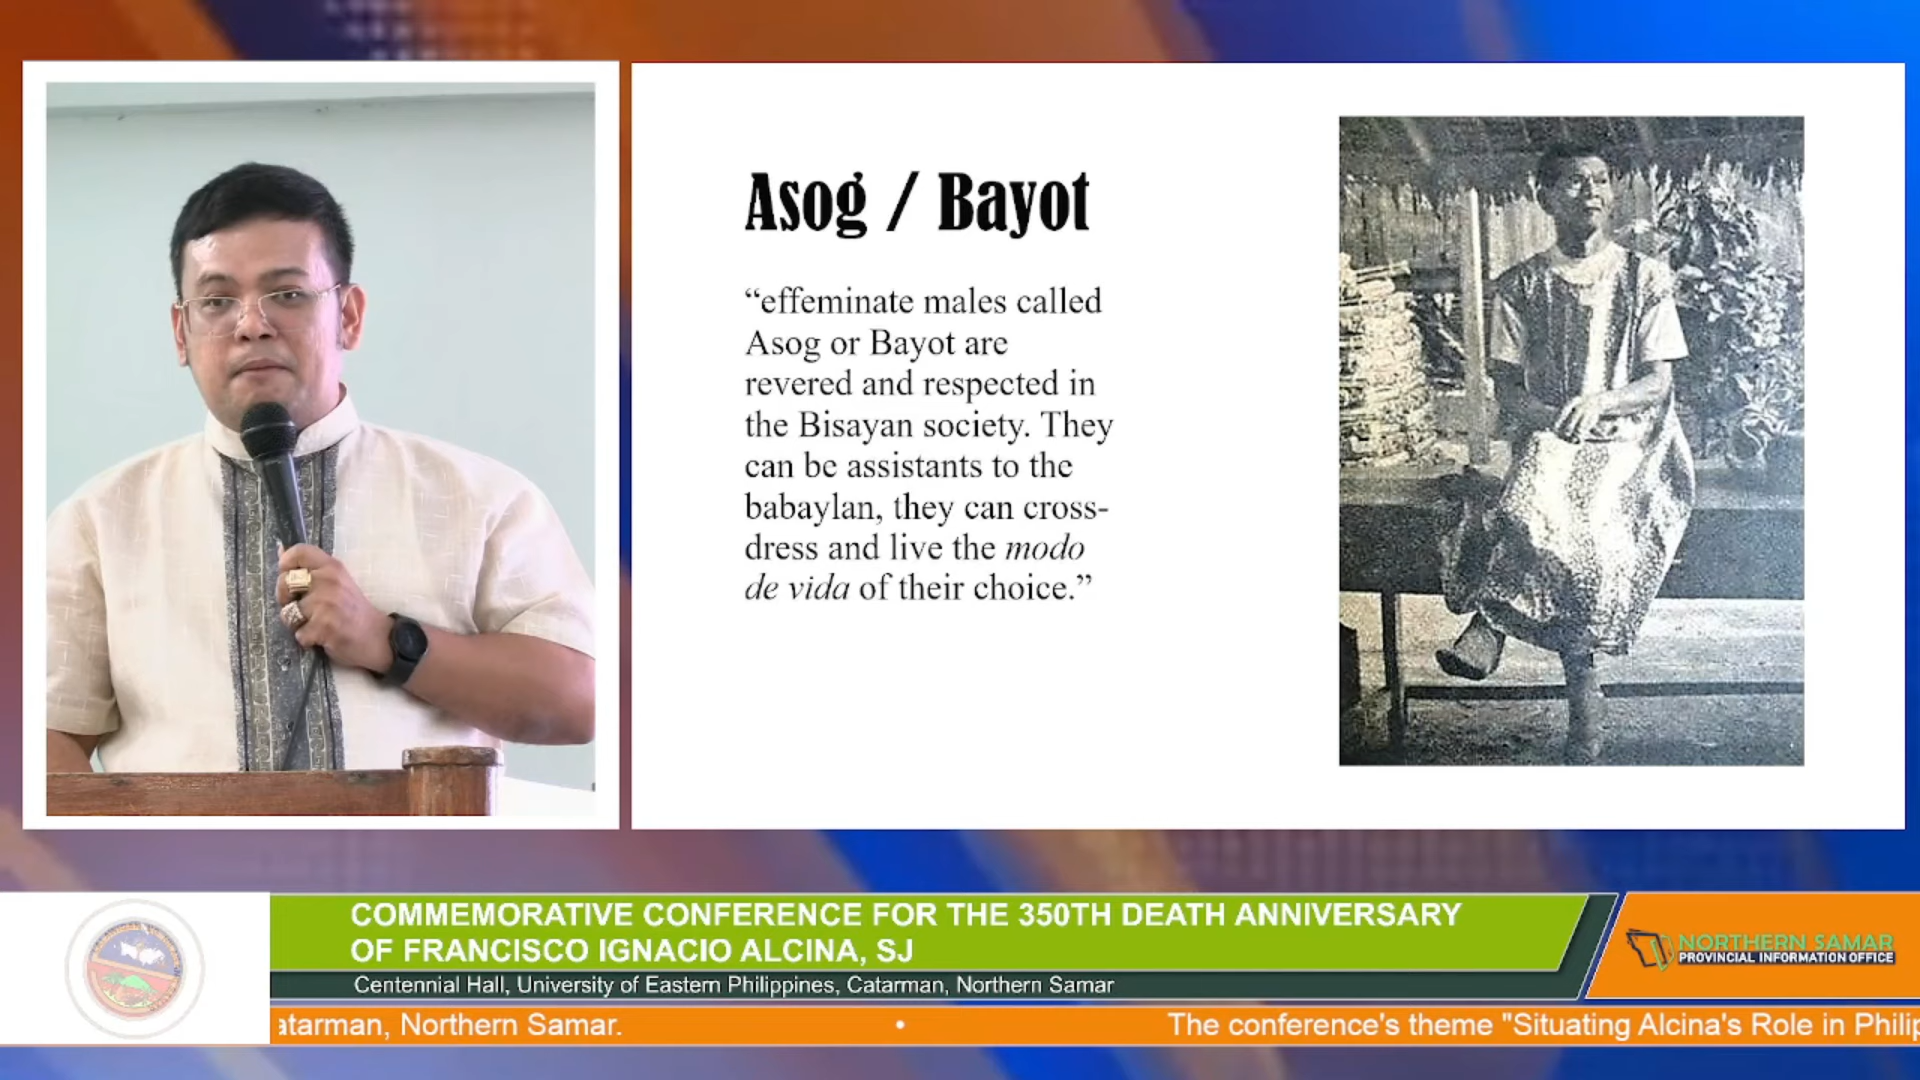 Asog / Bayot
“effeminate males called
Asog or Bayot are
revered and respected in
the Bisayan society. They
can be assistants to the
babaylan, they can cross-
dress and live the modo
de vida of their choice.”
COMMEMORATIVE CONFERENCE FOR THE 350TH DEATH ANNIVERSARY
OF FRANCISCO IGNACIO ALCINA, SJ
Centennial Hall, University of Eastern Philippines, Catarman, Northern Samar
NORTHERN SAMAR
PROVINCIAL INFORMATION OFFICE
atarman, Northern Samar. • The conference's theme "Situating Alcina's Role in Philip